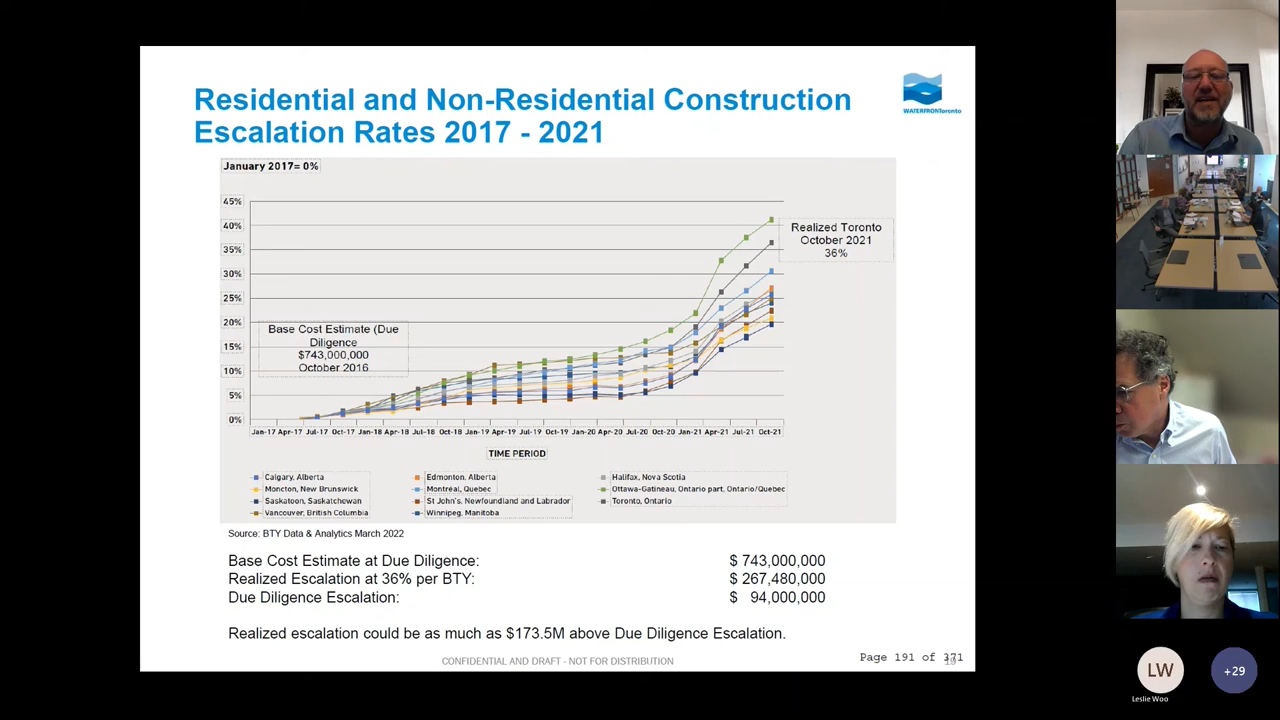 Residential and Non-Residential Construction
Escalation Rates 2017 - 2021
WATERFRONToronto
January 2017= 0%
45%
40%
35%
30%
25%
20%
15%
10%
5%
0%
Realized Toronto
October 2021
36%
Base Cost Estimate (Due
Diligence
$743,000,000
October 2016
Jan-17 Apr-17 Jul-17 Oct-17 Jan-18 Apr-18 Jul-18 Oct-18 Jan-19 Apr-19 Jul-19 Oct-19 Jan-20 Apr-20 Jul-20 Oct-20 Jan-21 Apr-21 Jul-21 Oct-21
TIME PERIOD
Calgary, Alberta Edmonton, Alberta Halifax, Nova Scotia
Moncton, New Brunswick Montréal, Quebec Ottawa-Gatineau, Ontario part, Ontario/Quebec
Saskatoon, Saskatchewan St John's, Newfoundland and Labrador Toronto, Ontario
Vancouver, British Columbia Winnipeg, Manitoba
Source: BTY Data & Analytics March 2022
Base Cost Estimate at Due Diligence: $ 743,000,000
Realized Escalation at 36% per BTY: $ 267,480,000
Due Diligence Escalation: $ 94,000,000
Realized escalation could be as much as $173.5M above Due Diligence Escalation.
CONFIDENTIAL AND DRAFT - NOT FOR DISTRIBUTION
Page 191 of 371
LW
+29
Leslie Woo